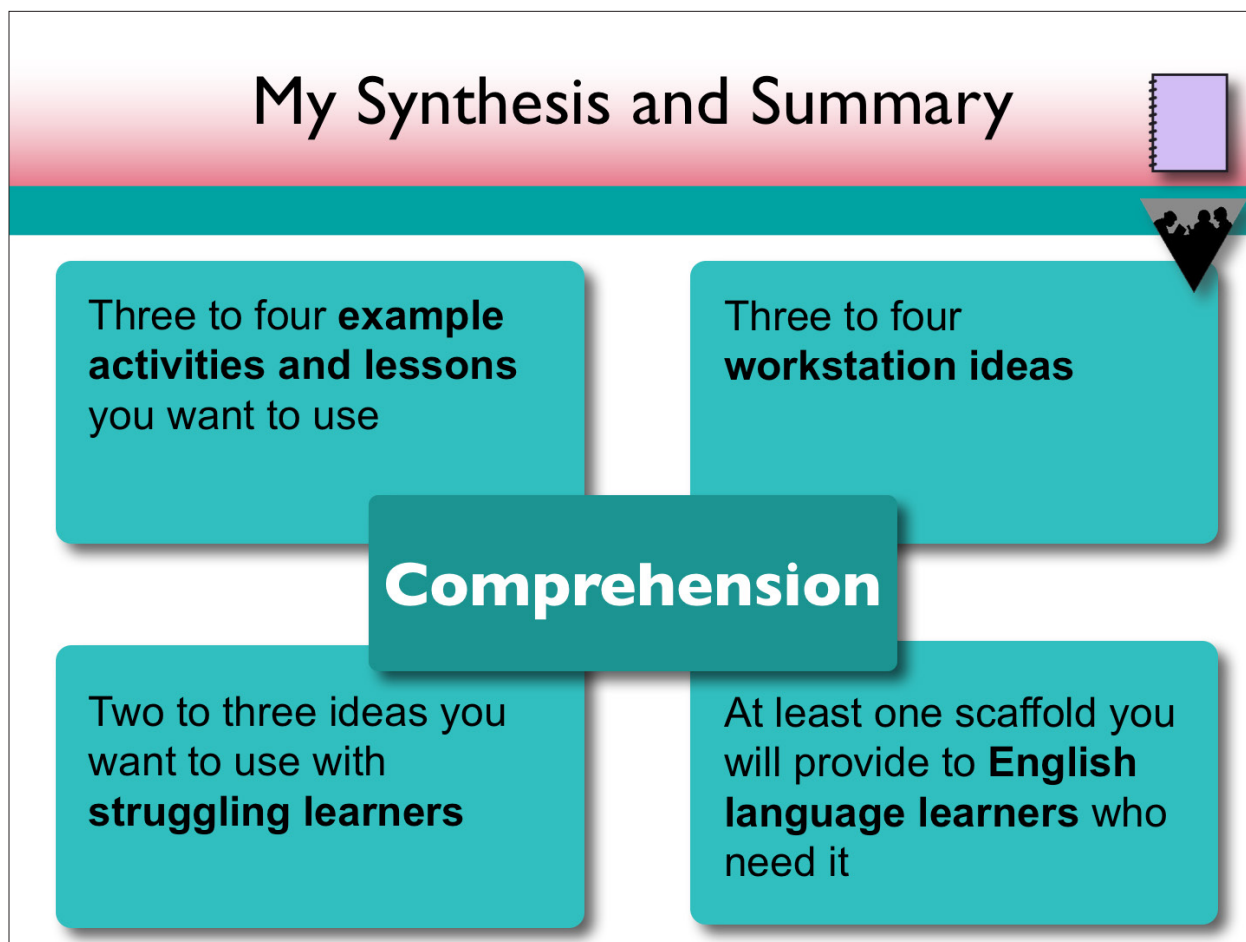 My Synthesis and Summary
Three to four example
activities and lessons
you want to use
Three to four
workstation ideas
Comprehension
Two to three ideas you
want to use with
struggling learners
At least one scaffold you
will provide to English
language learners who
need it